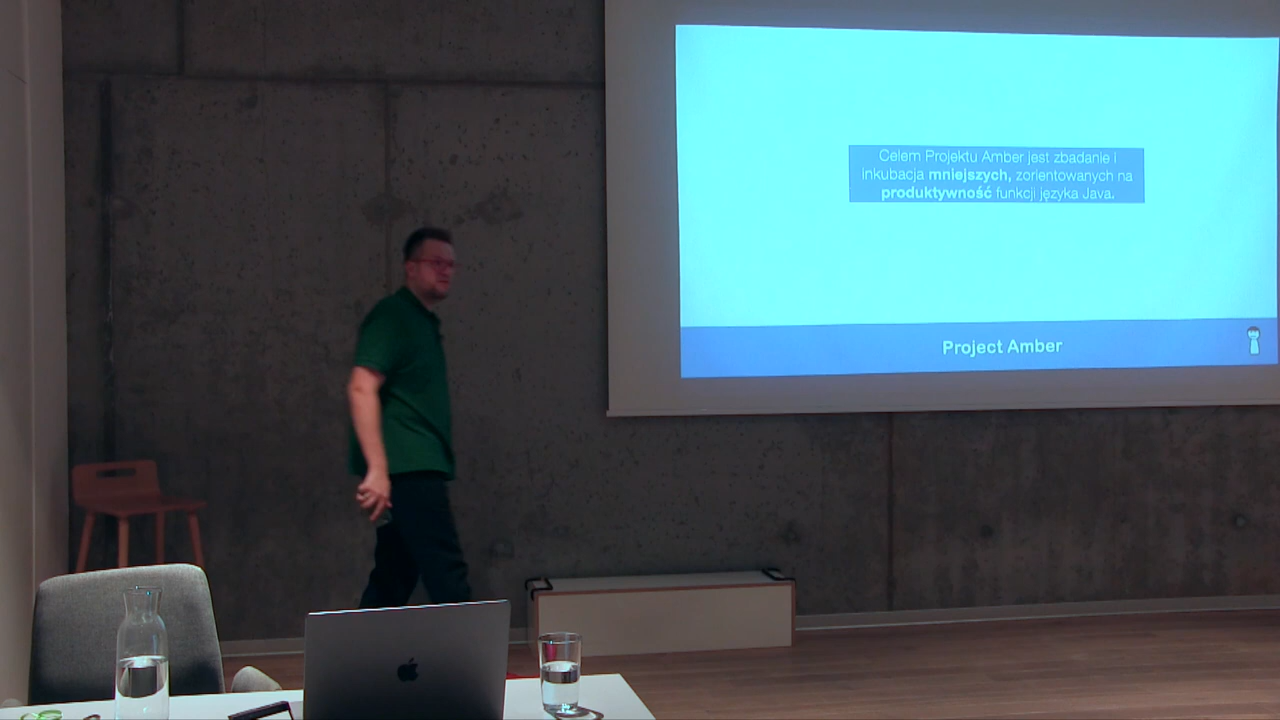 Celem Projektu Amber jest zbadanie i
inkubacja mniejszych, zorientowanych na
produktywność funkcji języka Java.
Project Amber